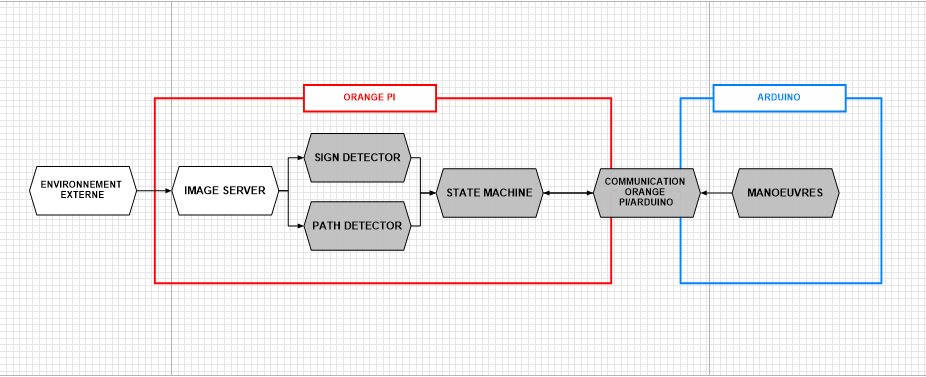 ORANGE PI
ARDUINO
ENVIRONNEMENT
EXTERNE
IMAGE SERVER
SIGN DETECTOR
PATH DETECTOR
STATE MACHINE
COMMUNICATION
ORANGE
PI/ARDUINO
MANOEUVRES